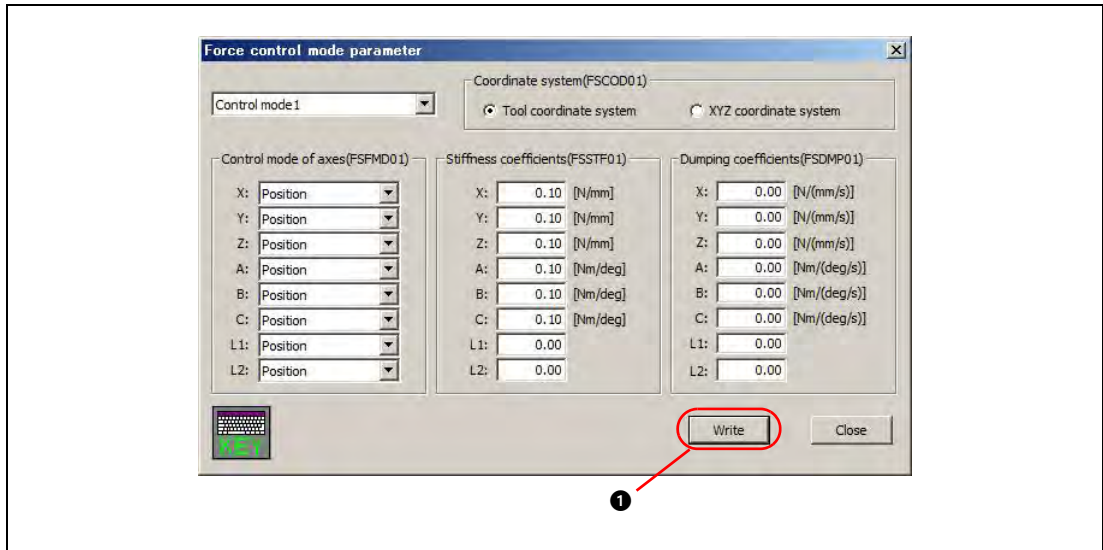 Force control mode parameter
Coordinate system(FSCOD01)
Control mode1
Tool coordinate system
XYZ coordinate system
Control mode of axes(FSFMD01)
Stiffness coefficients(FSSTF01)
Dumping coefficients(FSDMP01)
X: Position X: 0.10 [N/mm] X: 0.00 [N/(mm/s)]
Y: Position Y: 0.10 [N/mm] Y: 0.00 [N/(mm/s)]
Z: Position Z: 0.10 [N/mm] Z: 0.00 [N/(mm/s)]
A: Position A: 0.10 [Nm/deg] A: 0.00 [Nm/(deg/s)]
B: Position B: 0.10 [Nm/deg] B: 0.00 [Nm/(deg/s)]
C: Position C: 0.10 [Nm/deg] C: 0.00 [Nm/(deg/s)]
L1: Position L1: 0.00 L1: 0.00
L2: Position L2: 0.00 L2: 0.00
KEY
Write
Close
❶